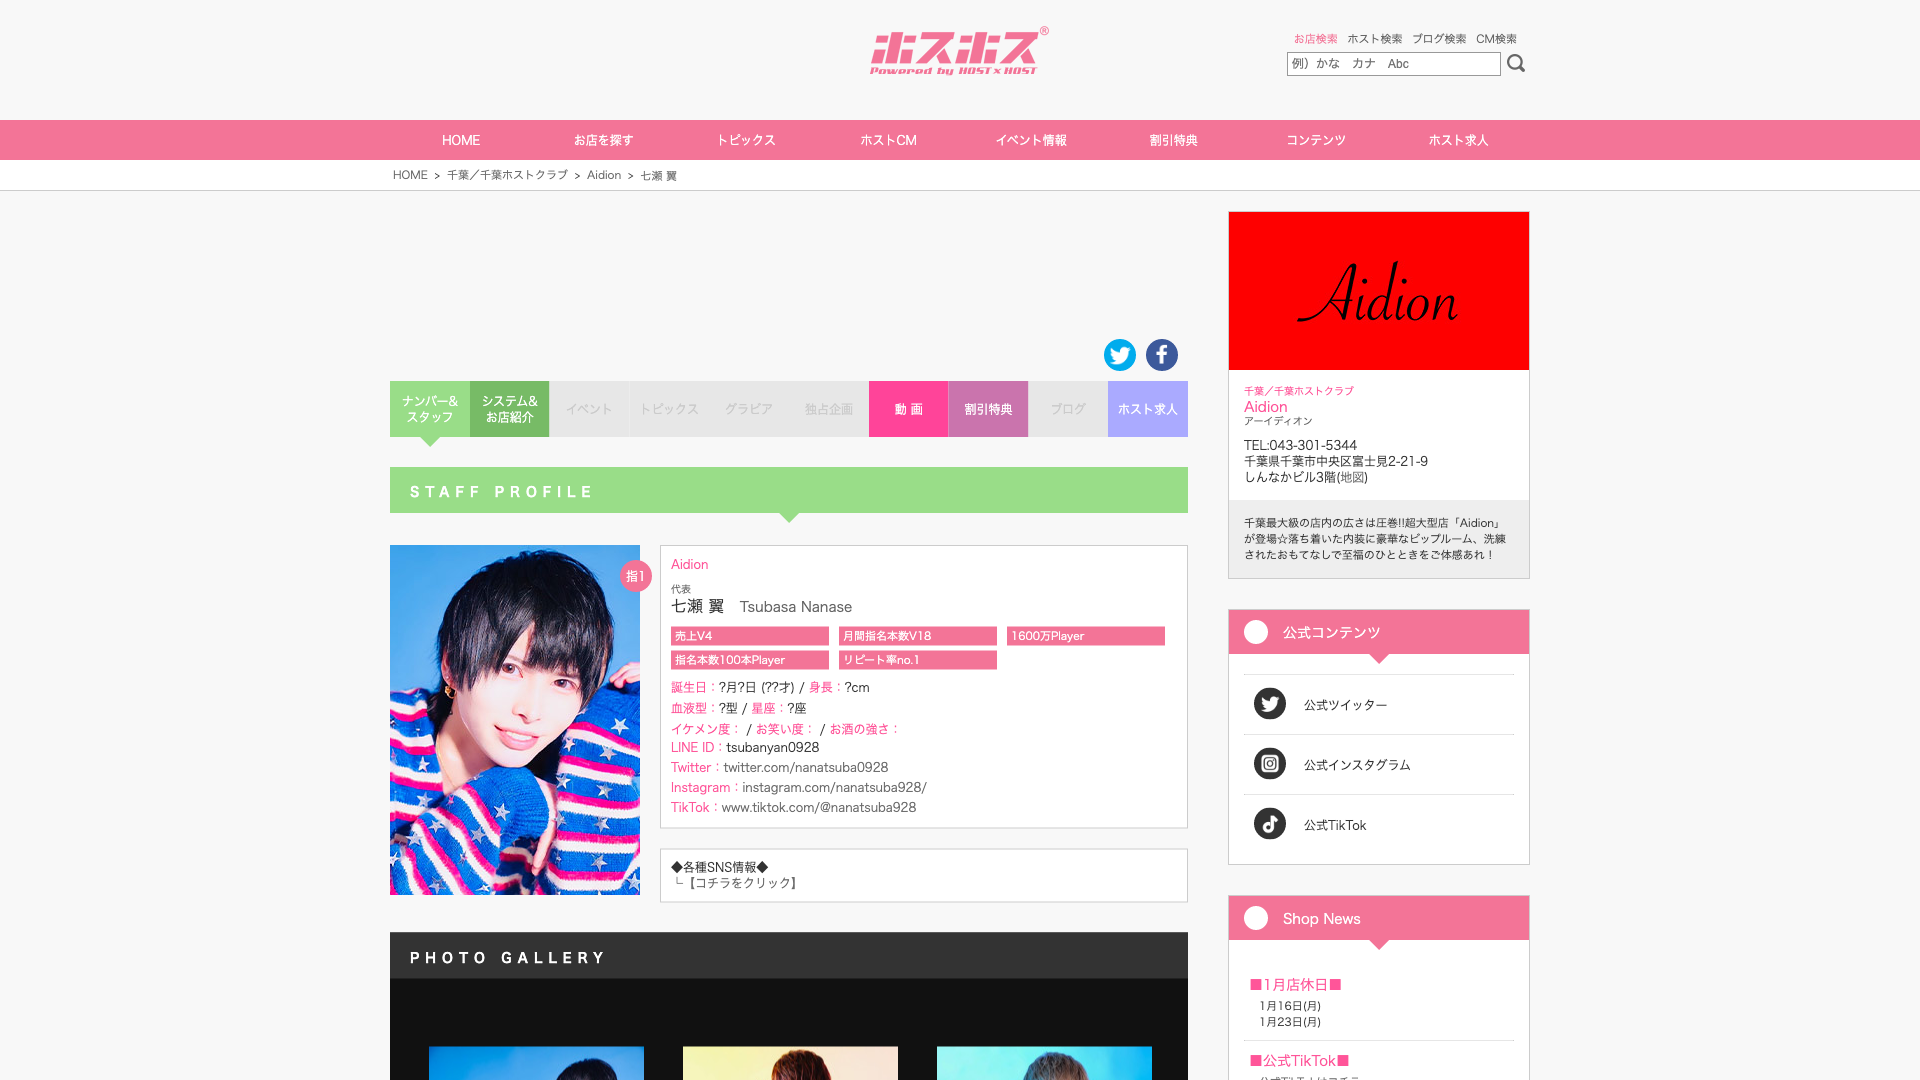 ホスホス®
Powered by HOST×HOST
お店検索 ホスト検索 ブログ検索 CM検索
例）かな　カナ　Abc
HOME お店を探す トピックス ホストCM イベント情報 割引特典 コンテンツ ホスト求人
HOME > 千葉／千葉ホストクラブ > Aidion > 七瀬 翼
ナンバー&
スタッフ
システム&
お店紹介
イベント
トピックス
グラビア
独占企画
動 画
割引特典
ブログ
ホスト求人
STAFF PROFILE
指1
Aidion
代表
七瀬 翼　Tsubasa Nanase
売上V4 月間指名本数V18 1600万Player
指名本数100本Player リピート率no.1
誕生日：?月?日 (??才) / 身長：?cm
血液型：?型 / 星座：?座
イケメン度： / お笑い度： / お酒の強さ：
LINE ID：tsubanyan0928
Twitter：twitter.com/nanatsuba0928
Instagram：instagram.com/nanatsuba928/
TikTok：www.tiktok.com/@nanatsuba928
◆各種SNS情報◆
└【コチラをクリック】
PHOTO GALLERY
Aidion
千葉／千葉ホストクラブ
Aidion
アーイディオン
TEL:043-301-5344
千葉県千葉市中央区富士見2-21-9
しんなかビル3階(地図)
千葉最大級の店内の広さは圧巻!!超大型店「Aidion」
が登場☆落ち着いた内装に豪華なビップルーム、洗練
されたおもてなしで至福のひとときをご体感あれ！
公式コンテンツ
公式ツイッター
公式インスタグラム
公式TikTok
Shop News
■1月店休日■
1月16日(月)
1月23日(月)
■公式TikTok■